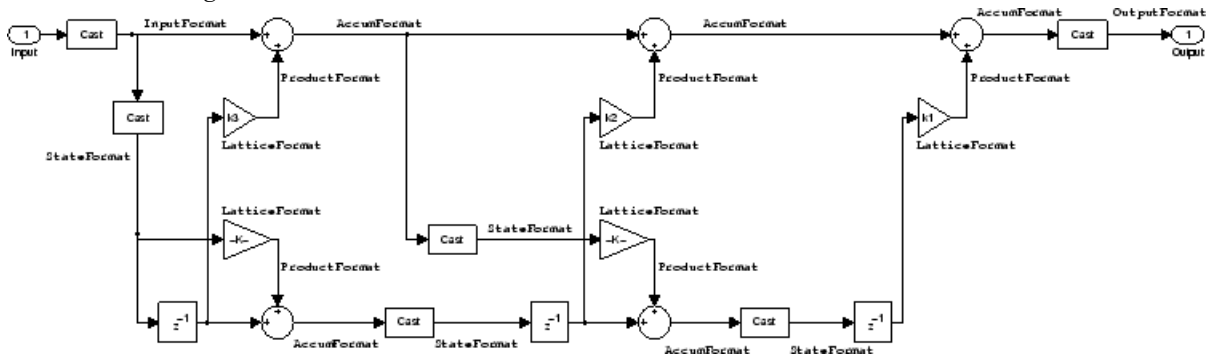 InputFormat
AccumFormat
AccumFormat
AccumFormat
OutputFormat
1
Input
Cast
+
+
+
+
+
+
Cast
1
Output
ProductFormat
ProductFormat
ProductFormat
Cast
k3
k2
k1
LatticeFormat
LatticeFormat
LatticeFormat
StateFormat
LatticeFormat
LatticeFormat
-K-
Cast
StateFormat
-K-
ProductFormat
ProductFormat
z-1
+
+
Cast
z-1
+
+
Cast
z-1
AccumFormat
StateFormat
AccumFormat
StateFormat